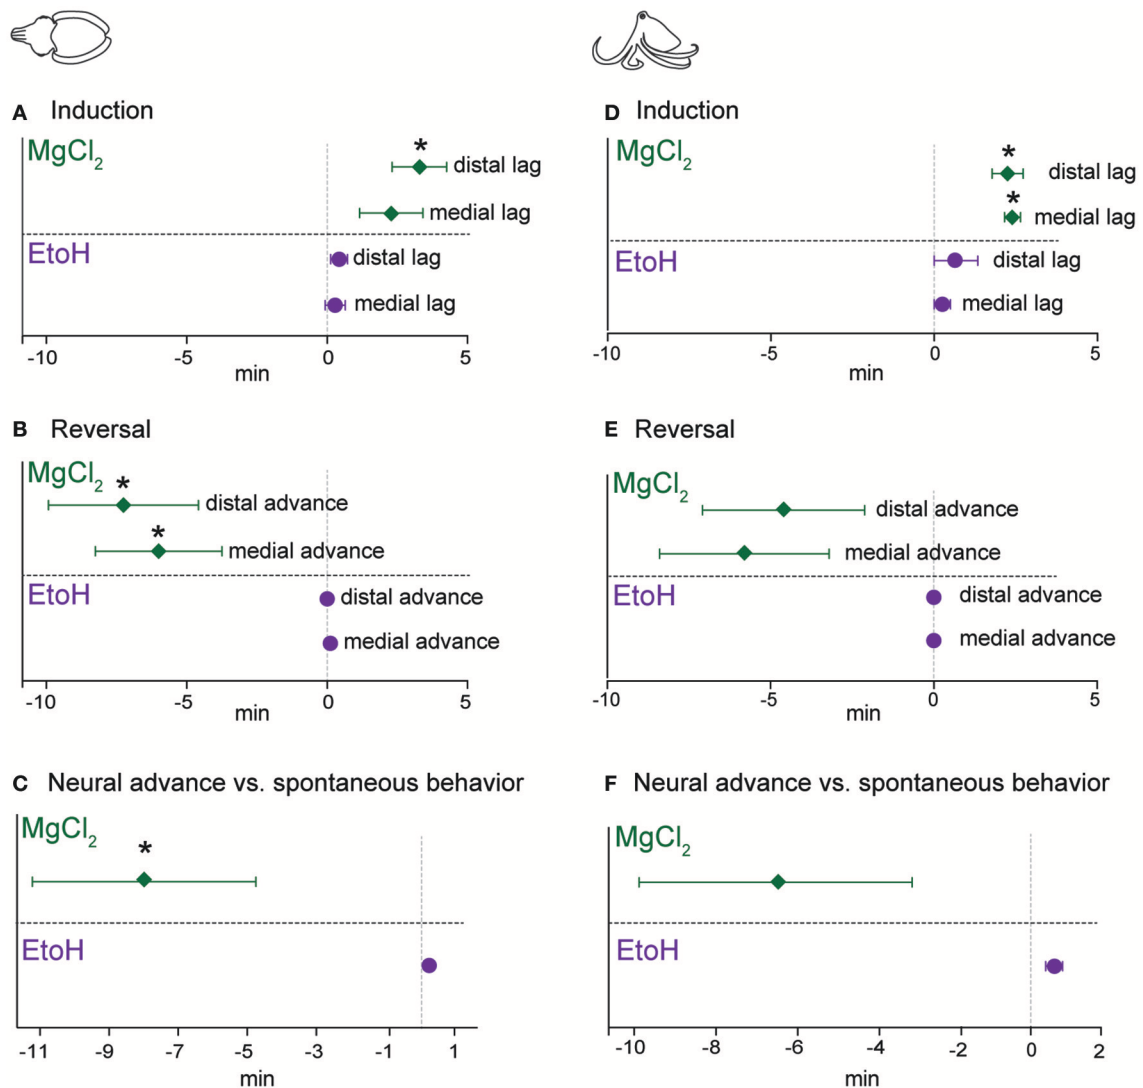 A Induction
MgCl2
*
distal lag
medial lag
EtoH
distal lag
medial lag
-10 -5 0 5
min
B Reversal
MgCl2
*
distal advance
*
medial advance
EtoH
distal advance
medial advance
-10 -5 0 5
min
C Neural advance vs. spontaneous behavior
MgCl2
*
EtoH
-11 -9 -7 -5 -3 -1 1
min
D Induction
MgCl2
*
distal lag
*
medial lag
EtoH
distal lag
medial lag
-10 -5 0 5
min
E Reversal
MgCl2
distal advance
medial advance
EtoH
distal advance
medial advance
-10 -5 0 5
min
F Neural advance vs. spontaneous behavior
MgCl2
EtoH
-10 -8 -6 -4 -2 0 2
min